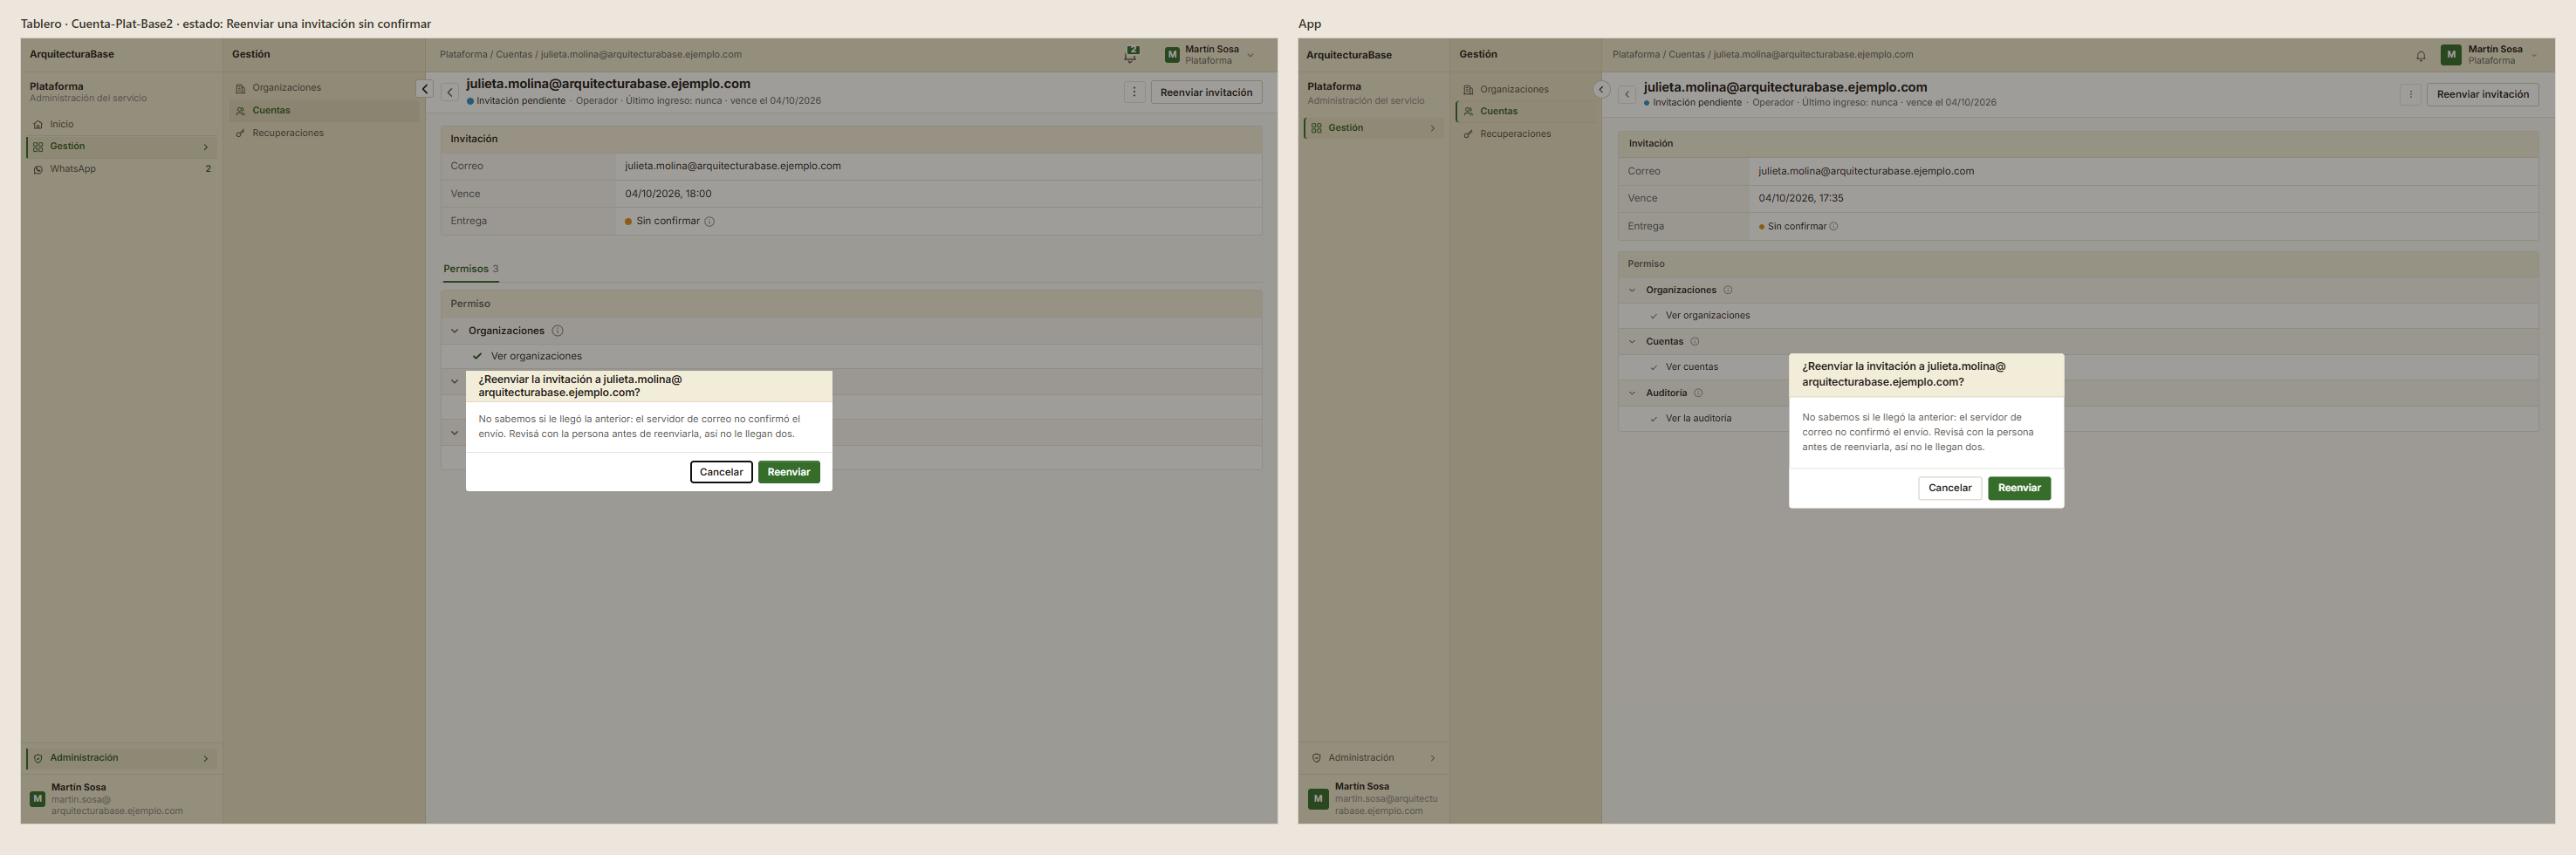 Tablero · Cuenta-Plat-Base2 · estado: Reenviar una invitación sin confirmar
ArquitecturaBase
Plataforma
Administración del servicio
Inicio
Gestión
WhatsApp 2
Administración
Martín Sosa
martin.sosa@
arquitecturabase.ejemplo.com
Gestión
Organizaciones
Cuentas
Recuperaciones
Plataforma / Cuentas / julieta.molina@arquitecturabase.ejemplo.com
2
M
Martín Sosa
Plataforma
julieta.molina@arquitecturabase.ejemplo.com
Invitación pendiente · Operador · Último ingreso: nunca · vence el 04/10/2026
Reenviar invitación
Invitación
Correo julieta.molina@arquitecturabase.ejemplo.com
Vence 04/10/2026, 18:00
Entrega Sin confirmar
Permisos 3
Permiso
Organizaciones
Ver organizaciones
¿Reenviar la invitación a julieta.molina@
arquitecturabase.ejemplo.com?
No sabemos si le llegó la anterior: el servidor de correo no confirmó el
envío. Revisá con la persona antes de reenviarla, así no le llegan dos.
Cancelar Reenviar
M
App
ArquitecturaBase
Plataforma
Administración del servicio
Gestión
Administración
M
Martín Sosa
martin.sosa@arquitectu
rabase.ejemplo.com
Gestión
Organizaciones
Cuentas
Recuperaciones
Plataforma / Cuentas / julieta.molina@arquitecturabase.ejemplo.com
M
Martín Sosa
Plataforma
julieta.molina@arquitecturabase.ejemplo.com
Invitación pendiente · Operador · Último ingreso: nunca · vence el 04/10/2026
Reenviar invitación
Invitación
Correo julieta.molina@arquitecturabase.ejemplo.com
Vence 04/10/2026, 17:35
Entrega Sin confirmar
Permiso
Organizaciones
Ver organizaciones
Cuentas
Ver cuentas
Auditoría
Ver la auditoría
¿Reenviar la invitación a julieta.molina@
arquitecturabase.ejemplo.com?
No sabemos si le llegó la anterior: el servidor de
correo no confirmó el envío. Revisá con la persona
antes de reenviarla, así no le llegan dos.
Cancelar Reenviar